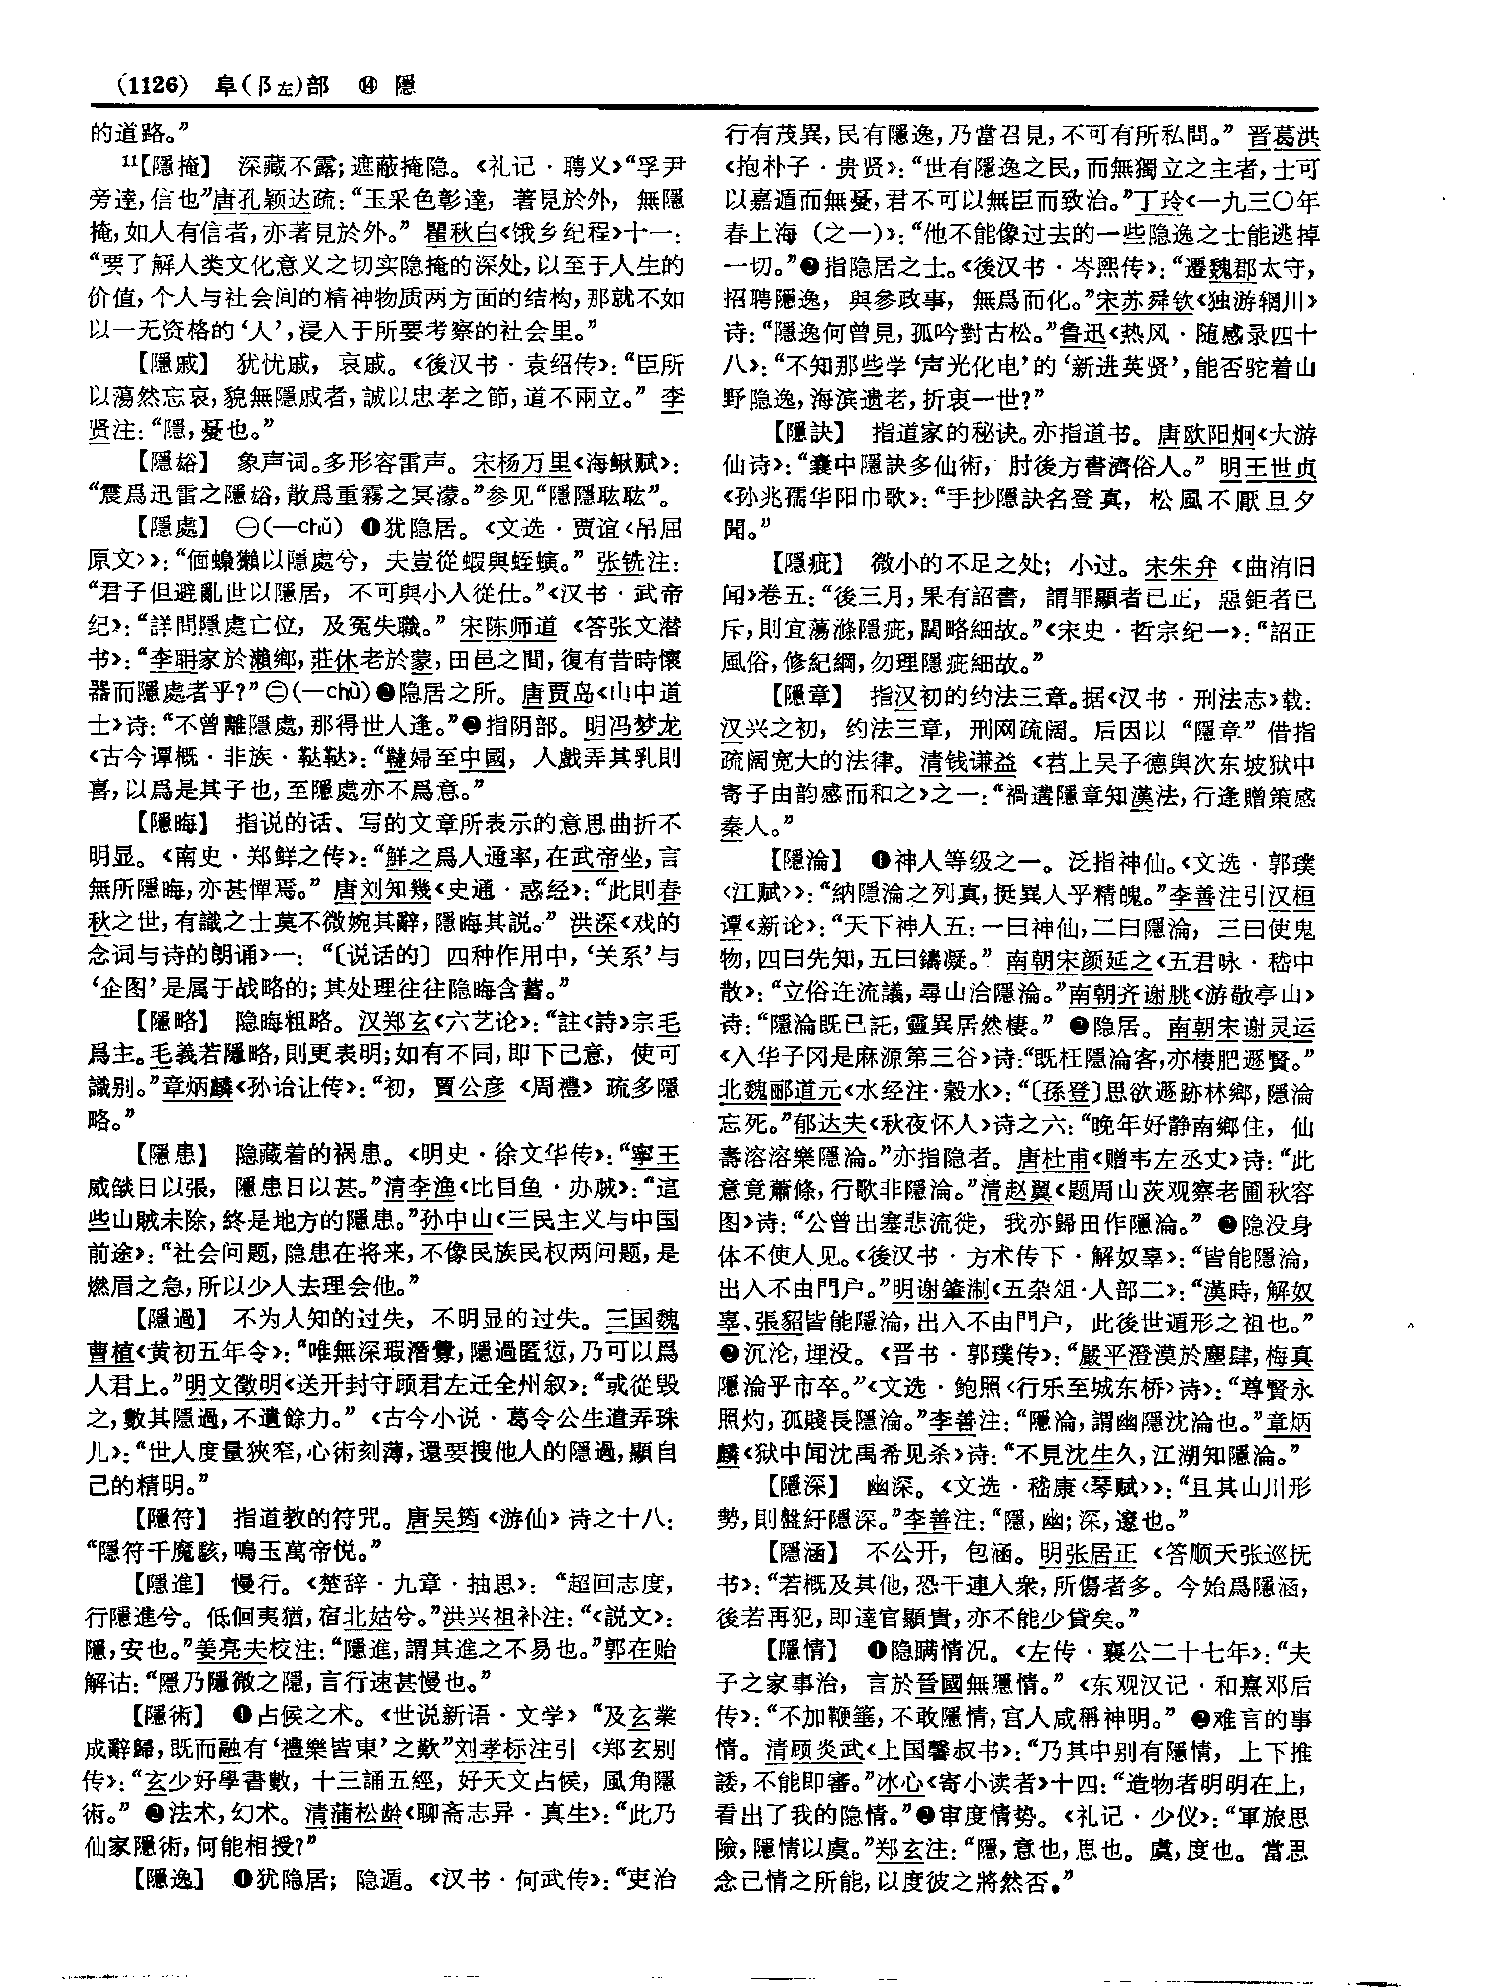 (1126) 阜(阝左)部 ⑭ 隱
的道路。”
11【隱掩】 深藏不露;遮蔽掩隐。《礼记·聘义》“孚尹
旁達,信也”唐孔颖达疏:“玉采色彰達,著見於外,無隱
掩,如人有信者,亦著見於外。”瞿秋白《饿乡纪程》十一:
“要了解人类文化意义之切实隐掩的深处,以至于人生的
价值,个人与社会间的精神物质两方面的结构,那就不如
以一无资格的‘人’,浸入于所要考察的社会里。”
【隱戚】 犹忧戚,哀戚。《後汉书·袁绍传》:“臣所
以蕩然忘哀,貌無隱戚者,誠以忠孝之節,道不兩立。”李
贤注:“隱,憂也。”
【隱䃔】 象声词。多形容雷声。宋杨万里《海鳅赋》:
“震爲迅雷之隱䃔,散爲重霧之冥濛。”参见“隱隱耾耾”。
【隱處】 ㊀(—chǔ) ❶犹隐居。《文选·贾谊〈吊屈
原文〉》:“偭蟂獺以隱處兮,夫豈從蝦與蛭螾。”张铣注:
“君子但避亂世以隱居,不可與小人從仕。”《汉书·武帝
纪》:“詳問隱處亡位,及冤失職。”宋陈师道《答张文潜
书》:“李聃家於瀨鄉,莊休老於蒙,田邑之間,復有昔時懷
器而隱處者乎?”㊁(—chù)❷隐居之所。唐贾岛《山中道
士》诗:“不曾離隱處,那得世人逢。”❷指阴部。明冯梦龙
《古今谭概·非族·鞑鞑》:“韃婦至中國,人戲弄其乳則
喜,以爲是其子也,至隱處亦不爲意。”
【隱晦】 指说的话、写的文章所表示的意思曲折不
明显。《南史·郑鲜之传》:“鮮之爲人通率,在武帝坐,言
無所隱晦,亦甚憚焉。”唐刘知幾《史通·惑经》:“此則春
秋之世,有識之士莫不微婉其辭,隱晦其説。”洪深《戏的
念词与诗的朗诵》一:“〔说话的〕四种作用中,‘关系’与
‘企图’是属于战略的;其处理往往隐晦含蓄。”
【隱略】 隐晦粗略。汉郑玄《六艺论》:“註《詩》宗毛
爲主。毛義若隱略,則更表明;如有不同,即下己意,使可
識别。”章炳麟《孙诒让传》:“初,賈公彦《周禮》疏多隱
略。”
【隱患】 隐藏着的祸患。《明史·徐文华传》:“寧王
威燄日以張,隱患日以甚。”清李渔《比目鱼·办贼》:“這
些山賊未除,終是地方的隱患。”孙中山《三民主义与中国
前途》:“社会问题,隐患在将来,不像民族民权两问题,是
燃眉之急,所以少人去理会他。”
【隱過】 不为人知的过失,不明显的过失。三国魏
曹植《黄初五年令》:“唯無深瑕潛釁,隱過匿愆,乃可以爲
人君上。”明文徵明《送开封守顾君左迁全州叙》:“或從毁
之,數其隱過,不遺餘力。”《古今小说·葛令公生遣弄珠
儿》:“世人度量狹窄,心術刻薄,還要搜他人的隱過,顯自
己的精明。”
【隱符】 指道教的符咒。唐吴筠《游仙》诗之十八:
“隱符千魔駭,鳴玉萬帝悦。”
【隱進】 慢行。《楚辞·九章·抽思》:“超回志度,
行隱進兮。低佪夷猶,宿北姑兮。”洪兴祖补注:“《説文》:
隱,安也。”姜亮夫校注:“隱進,謂其進之不易也。”郭在贻
解诂:“隱乃隱微之隱,言行速甚慢也。”
【隱術】 ❶占候之术。《世说新语·文学》“及玄業
成辭歸,既而融有‘禮樂皆東’之歎”刘孝标注引《郑玄别
传》:“玄少好學書數,十三誦五經,好天文占候,風角隱
術。”❷法术,幻术。清蒲松龄《聊斋志异·真生》:“此乃
仙家隱術,何能相授?”
【隱逸】 ❶犹隐居;隐遁。《汉书·何武传》:“吏治
行有茂異,民有隱逸,乃當召見,不可有所私問。”晋葛洪
《抱朴子·贵贤》:“世有隱逸之民,而無獨立之主者,士可
以嘉遁而無憂,君不可以無臣而致治。”丁玲《一九三〇年
春上海(之一)》:“他不能像过去的一些隐逸之士能逃掉
一切。”❷指隐居之士。《後汉书·岑熙传》:“遷魏郡太守,
招聘隱逸,與參政事,無爲而化。”宋苏舜钦《独游辋川》
诗:“隱逸何曾見,孤吟對古松。”鲁迅《热风·随感录四十
八》:“不知那些学‘声光化电’的‘新进英贤’,能否驼着山
野隐逸,海滨遗老,折衷一世?”
【隱訣】 指道家的秘诀。亦指道书。唐欧阳炯《大游
仙诗》:“囊中隱訣多仙術,肘後方書濟俗人。”明王世贞
《孙兆孺华阳巾歌》:“手抄隱訣名登真,松風不厭旦夕
聞。”
【隱疵】 微小的不足之处;小过。宋朱弁《曲洧旧
闻》卷五:“後三月,果有詔書,謂罪顯者已正,惡鉅者已
斥,則宜蕩滌隱疵,闊略細故。”《宋史·哲宗纪一》:“詔正
風俗,修紀綱,勿理隱疵細故。”
【隱章】 指汉初的约法三章。据《汉书·刑法志》载:
汉兴之初,约法三章,刑网疏阔。后因以“隱章”借指
疏阔宽大的法律。清钱谦益《苕上吴子德舆次东坡狱中
寄子由韵感而和之》之一:“禍遘隱章知漢法,行逢贈策感
秦人。”
【隱淪】 ❶神人等级之一。泛指神仙。《文选·郭璞
〈江赋〉》:“納隱淪之列真,挺異人乎精魄。”李善注引汉桓
谭《新论》:“天下神人五:一曰神仙,二曰隱淪,三曰使鬼
物,四曰先知,五曰鑄凝。”南朝宋颜延之《五君咏·嵇中
散》:“立俗迕流議,尋山洽隱淪。”南朝齐谢朓《游敬亭山》
诗:“隱淪既已託,靈異居然棲。”❷隐居。南朝宋谢灵运
《入华子冈是麻源第三谷》诗:“既枉隱淪客,亦棲肥遯賢。”
北魏郦道元《水经注·穀水》:“〔孫登〕思欲遯跡林鄉,隱淪
忘死。”郁达夫《秋夜怀人》诗之六:“晚年好静南鄉住,仙
壽溶溶樂隱淪。”亦指隐者。唐杜甫《赠韦左丞丈》诗:“此
意竟蕭條,行歌非隱淪。”清赵翼《题周山茨观察老圃秋容
图》诗:“公曾出塞悲流徙,我亦歸田作隱淪。”❷隐没身
体不使人见。《後汉书·方术传下·解奴辜》:“皆能隱淪,
出入不由門户。”明谢肇淛《五杂俎·人部二》:“漢時,解奴
辜、張貂皆能隱淪,出入不由門户,此後世遁形之祖也。”
❷沉沦,埋没。《晋书·郭璞传》:“嚴平澄漠於塵肆,梅真
隱淪乎市卒。”《文选·鲍照〈行乐至城东桥〉诗》:“尊賢永
照灼,孤賤長隱淪。”李善注:“隱淪,謂幽隱沈淪也。”章炳
麟《狱中闻沈禹希见杀》诗:“不見沈生久,江湖知隱淪。”
【隱深】 幽深。《文选·嵇康〈琴赋〉》:“且其山川形
勢,則盤紆隱深。”李善注:“隱,幽;深,邃也。”
【隱涵】 不公开,包涵。明张居正《答顺天张巡抚
书》:“若概及其他,恐干連人衆,所傷者多。今始爲隱涵,
後若再犯,即達官顯貴,亦不能少貸矣。”
【隱情】 ❶隐瞒情况。《左传·襄公二十七年》:“夫
子之家事治,言於晉國無隱情。”《东观汉记·和熹邓后
传》:“不加鞭箠,不敢隱情,宫人咸稱神明。”❷难言的事
情。清顾炎武《上国馨叔书》:“乃其中别有隱情,上下推
諉,不能即審。”冰心《寄小读者》十四:“造物者明明在上,
看出了我的隐情。”❷审度情势。《礼记·少仪》:“軍旅思
險,隱情以虞。”郑玄注:“隱,意也,思也。虞,度也。當思
念己情之所能,以度彼之將然否。”